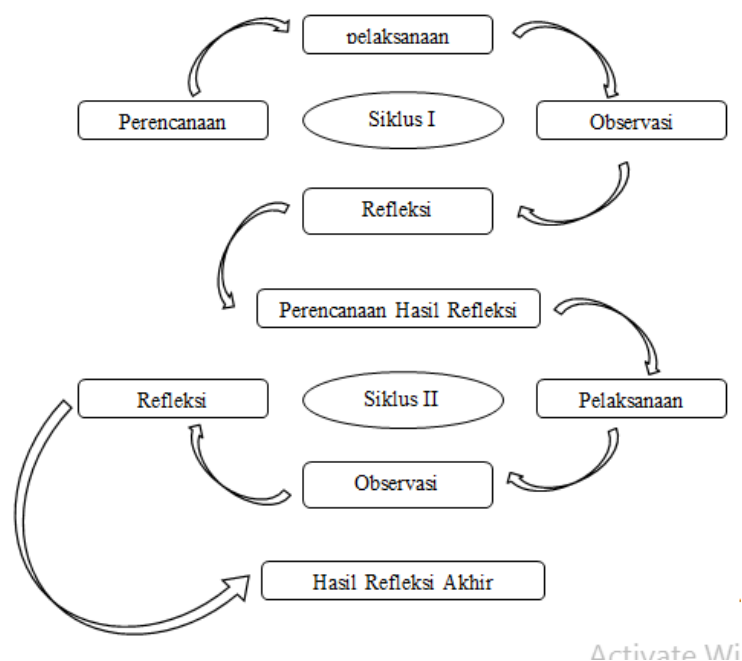 pelaksanaan
Perencanaan
Siklus I
Observasi
Refleksi
Perencanaan Hasil Refleksi
Refleksi
Siklus II
Pelaksanaan
Observasi
Hasil Refleksi Akhir
Activate Wi